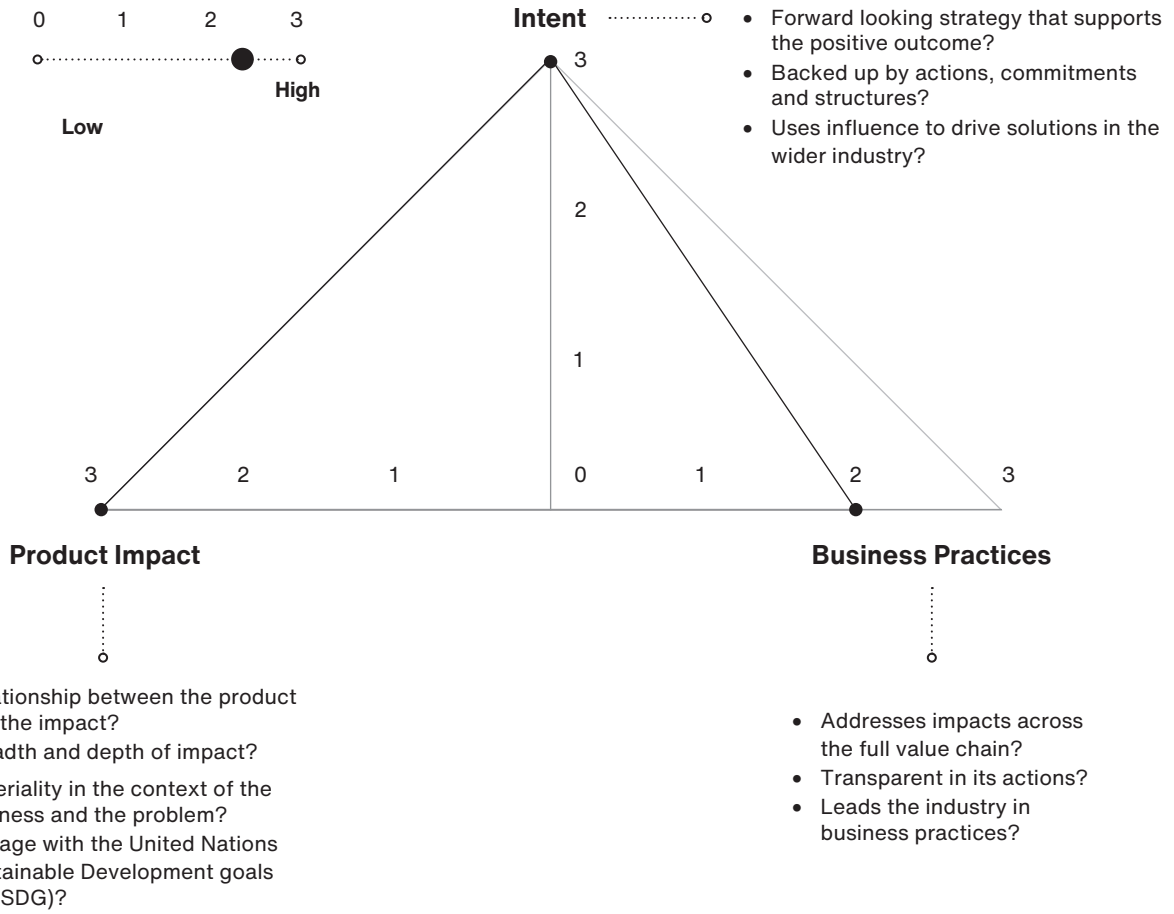 0 1 2 3
High
Low
Intent
• Forward looking strategy that supports
the positive outcome?
• Backed up by actions, commitments
and structures?
• Uses influence to drive solutions in the
wider industry?
3
2
1
3 2 1 0 1 2 3
Product Impact
Business Practices
ationship between the product
the impact?
adth and depth of impact?
eriality in the context of the
ness and the problem?
age with the United Nations
tainable Development goals
SDG)?
• Addresses impacts across
the full value chain?
• Transparent in its actions?
• Leads the industry in
business practices?